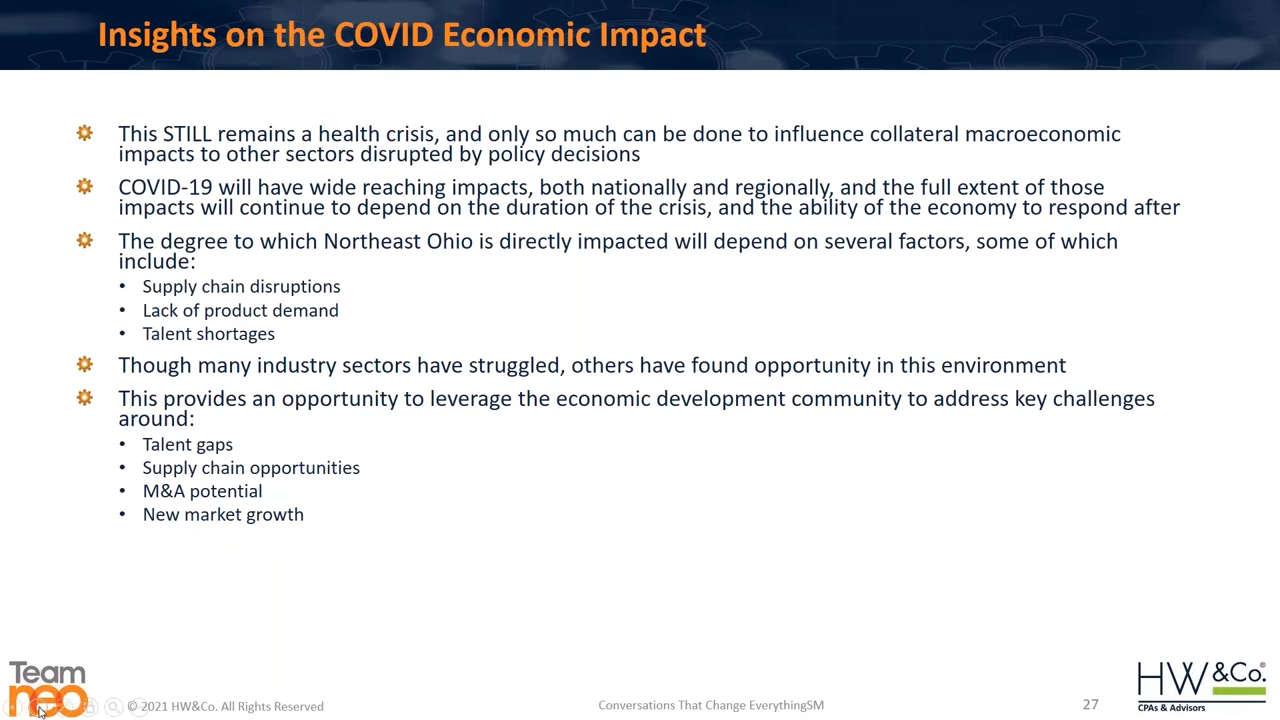 Insights on the COVID Economic Impact
This STILL remains a health crisis, and only so much can be done to influence collateral macroeconomic
impacts to other sectors disrupted by policy decisions
COVID-19 will have wide reaching impacts, both nationally and regionally, and the full extent of those
impacts will continue to depend on the duration of the crisis, and the ability of the economy to respond after
The degree to which Northeast Ohio is directly impacted will depend on several factors, some of which
include:
• Supply chain disruptions
• Lack of product demand
• Talent shortages
Though many industry sectors have struggled, others have found opportunity in this environment
This provides an opportunity to leverage the economic development community to address key challenges
around:
• Talent gaps
• Supply chain opportunities
• M&A potential
• New market growth
Team
neo
© 2021 HW&Co. All Rights Reserved
Conversations That Change EverythingSM
27
HW&Co.®
CPAs & Advisors